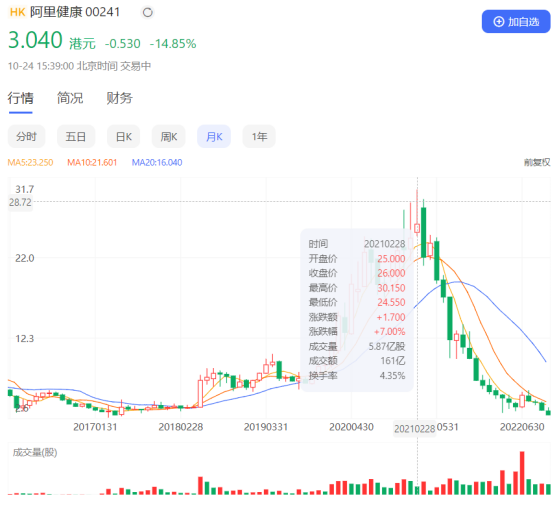 HK 阿里健康 00241
加自选
3.040 港元 -0.530 -14.85%
10-24 15:39:00 北京时间 交易中
行情 简况 财务
分时 五日 日K 周K 月K 1年
MA5:23.250 MA10:21.601 MA20:16.040 前复权
31.7
28.72
22.0
12.3
时间 20210228
开盘价 25.000
收盘价 26.000
最高价 30.150
最低价 24.550
涨跌额 +1.700
涨跌幅 +7.00%
成交量 5.87亿股
成交额 161亿
换手率 4.35%
20170131 20180228 20190331 20200430 20210228 0531 20220630
成交量(股)